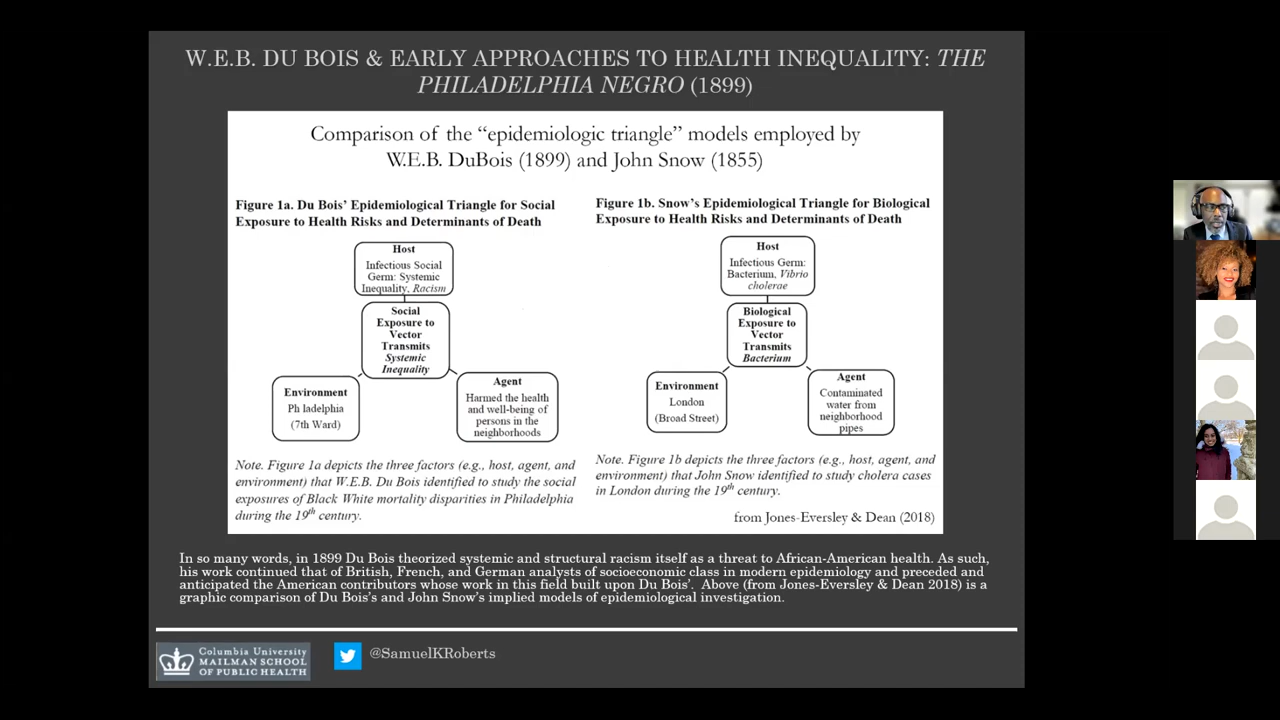 W.E.B. DU BOIS & EARLY APPROACHES TO HEALTH INEQUALITY: THE
PHILADELPHIA NEGRO (1899)
Comparison of the “epidemiologic triangle” models employed by
W.E.B. DuBois (1899) and John Snow (1855)
Figure 1a. Du Bois’ Epidemiological Triangle for Social
Exposure to Health Risks and Determinants of Death
Host
Infectious Social
Germ: Systemic
Inequality, Racism
Social
Exposure to
Vector
Transmits
Systemic
Inequality
Environment
Ph ladelphia
(7th Ward)
Agent
Harmed the health
and well-being of
persons in the
neighborhoods
Note. Figure 1a depicts the three factors (e.g., host, agent, and
environment) that W.E.B. Du Bois identified to study the social
exposures of Black White mortality disparities in Philadelphia
during the 19th century.
Figure 1b. Snow’s Epidemiological Triangle for Biological
Exposure to Health Risks and Determinants of Death
Host
Infectious Germ:
Bacterium, Vibrio
cholerae
Biological
Exposure to
Vector
Transmits
Bacterium
Environment
London
(Broad Street)
Agent
Contaminated
water from
neighborhood
pipes
Note. Figure 1b depicts the three factors (e.g., host, agent, and
environment) that John Snow identified to study cholera cases
in London during the 19th century.
from Jones-Eversley & Dean (2018)
In so many words, in 1899 Du Bois theorized systemic and structural racism itself as a threat to African-American health. As such,
his work continued that of British, French, and German analysts of socioeconomic class in modern epidemiology and preceded and
anticipated the American contributors whose work in this field built upon Du Bois’. Above (from Jones-Eversley & Dean 2018) is a
graphic comparison of Du Bois’s and John Snow’s implied models of epidemiological investigation.
Columbia University
MAILMAN SCHOOL
OF PUBLIC HEALTH
@SamuelKRoberts